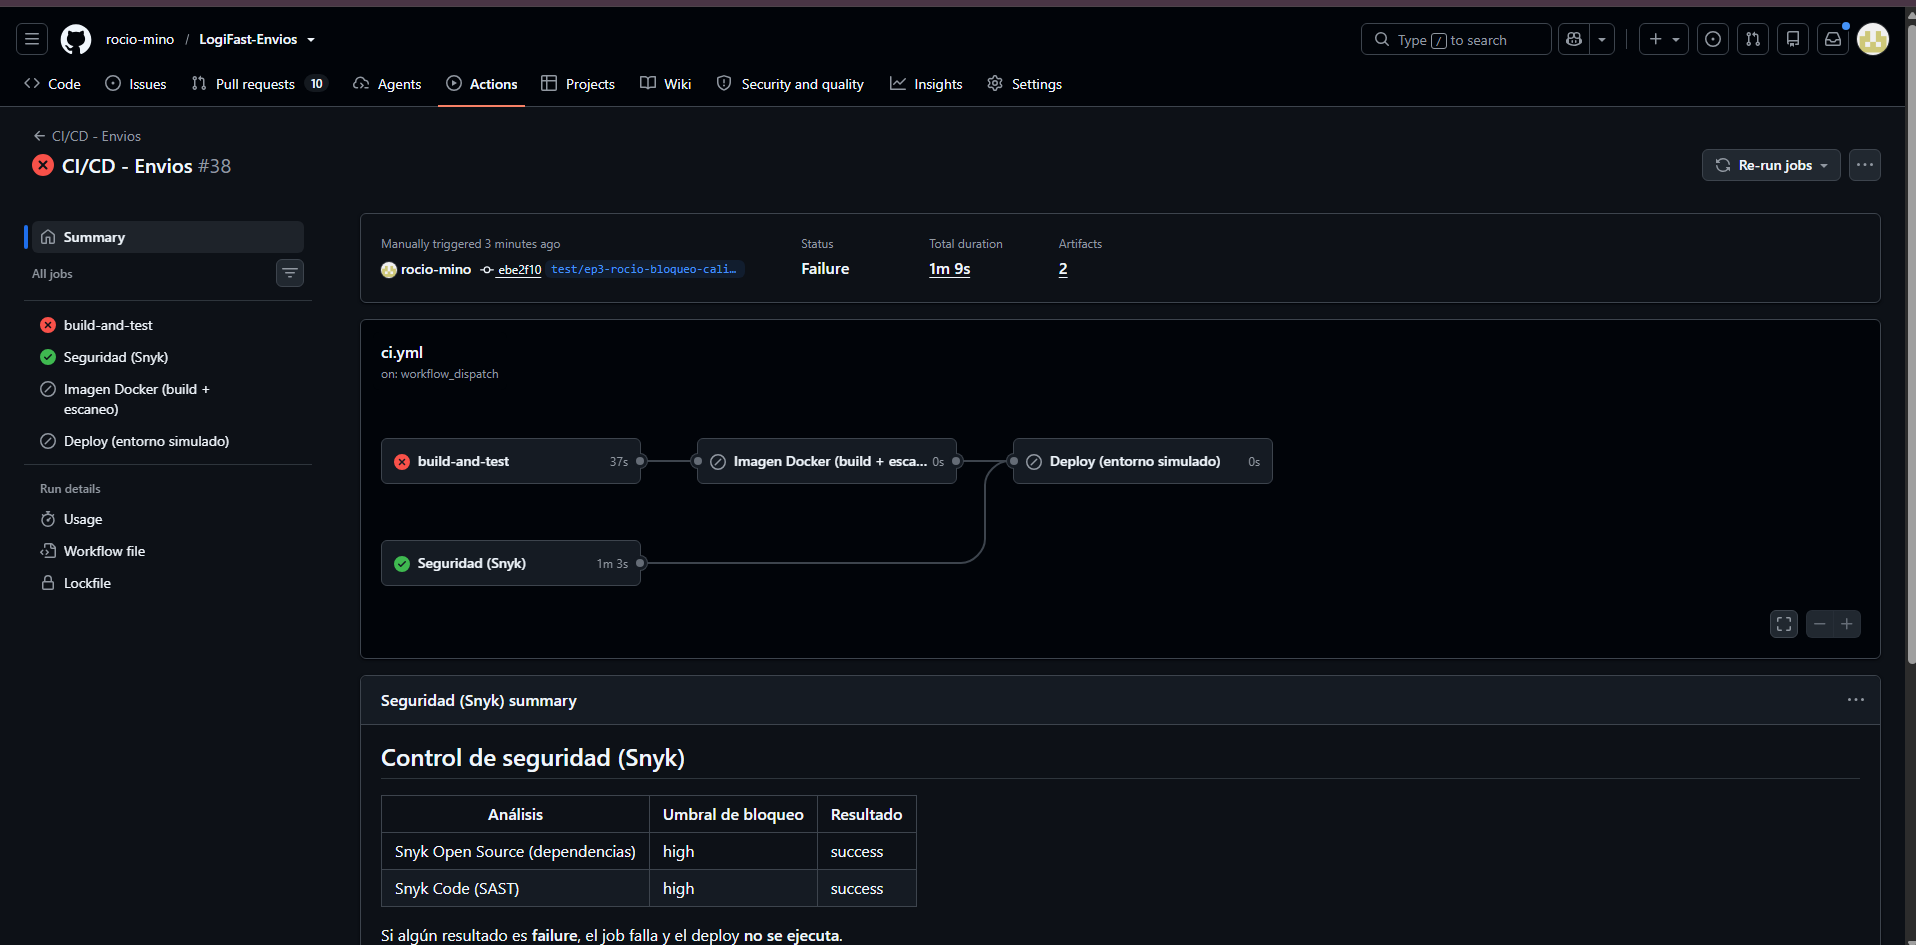 rocio-mino / LogiFast-Envios
Type / to search
Code
Issues
Pull requests 10
Agents
Actions
Projects
Wiki
Security and quality
Insights
Settings
CI/CD - Envios
CI/CD - Envios #38
Re-run jobs
Summary
All jobs
build-and-test
Seguridad (Snyk)
Imagen Docker (build +
escaneo)
Deploy (entorno simulado)
Run details
Usage
Workflow file
Lockfile
Manually triggered 3 minutes ago
rocio-mino ebe2f10 test/ep3-rocio-bloqueo-cali…
Status
Failure
Total duration
1m 9s
Artifacts
2
ci.yml
on: workflow_dispatch
build-and-test 37s
Imagen Docker (build + esca... 0s
Deploy (entorno simulado) 0s
Seguridad (Snyk) 1m 3s
Seguridad (Snyk) summary
Control de seguridad (Snyk)
Análisis Umbral de bloqueo Resultado
Snyk Open Source (dependencias) high success
Snyk Code (SAST) high success
Si algún resultado es failure, el job falla y el deploy no se ejecuta.